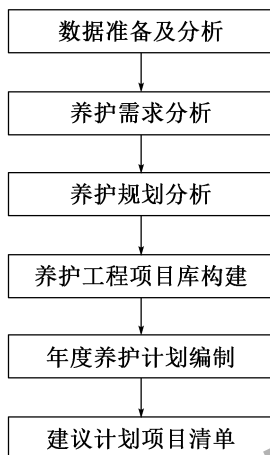 数据准备及分析
养护需求分析
养护规划分析
养护工程项目库构建
年度养护计划编制
建议计划项目清单